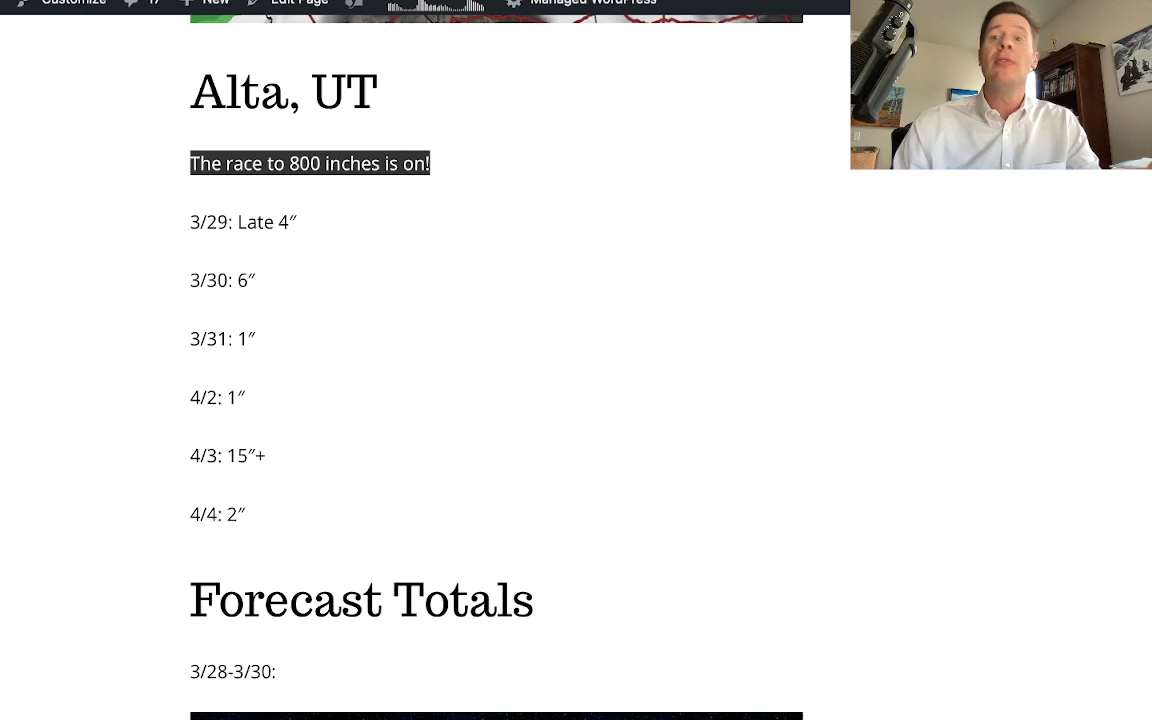 Customize 17 New Edit Page Managed WordPress
Alta, UT
The race to 800 inches is on!
3/29: Late 4″
3/30: 6″
3/31: 1″
4/2: 1″
4/3: 15″+
4/4: 2″
Forecast Totals
3/28-3/30: